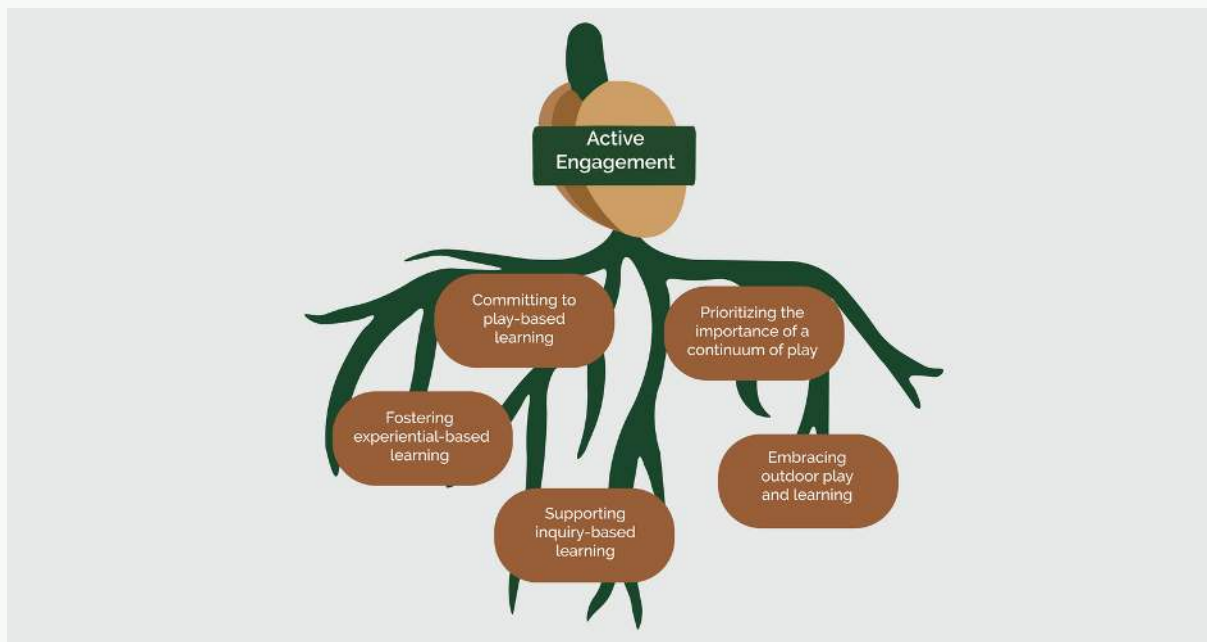 Active
Engagement
Committing to
play-based
learning
Prioritizing the
importance of a
continuum of play
Fostering
experiential-based
learning
Embracing
outdoor play
and learning
Supporting
inquiry-based
learning